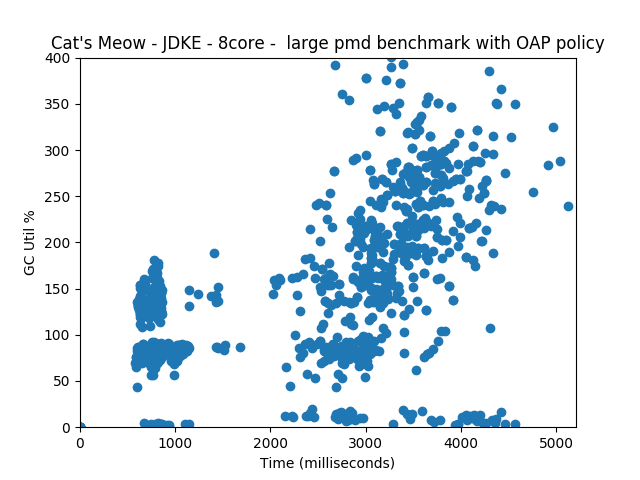 Cat's Meow - JDKE - 8core -  large pmd benchmark with OAP policy
400
350
300
250
200
150
100
50
0
GC Util %
0 1000 2000 3000 4000 5000
Time (milliseconds)